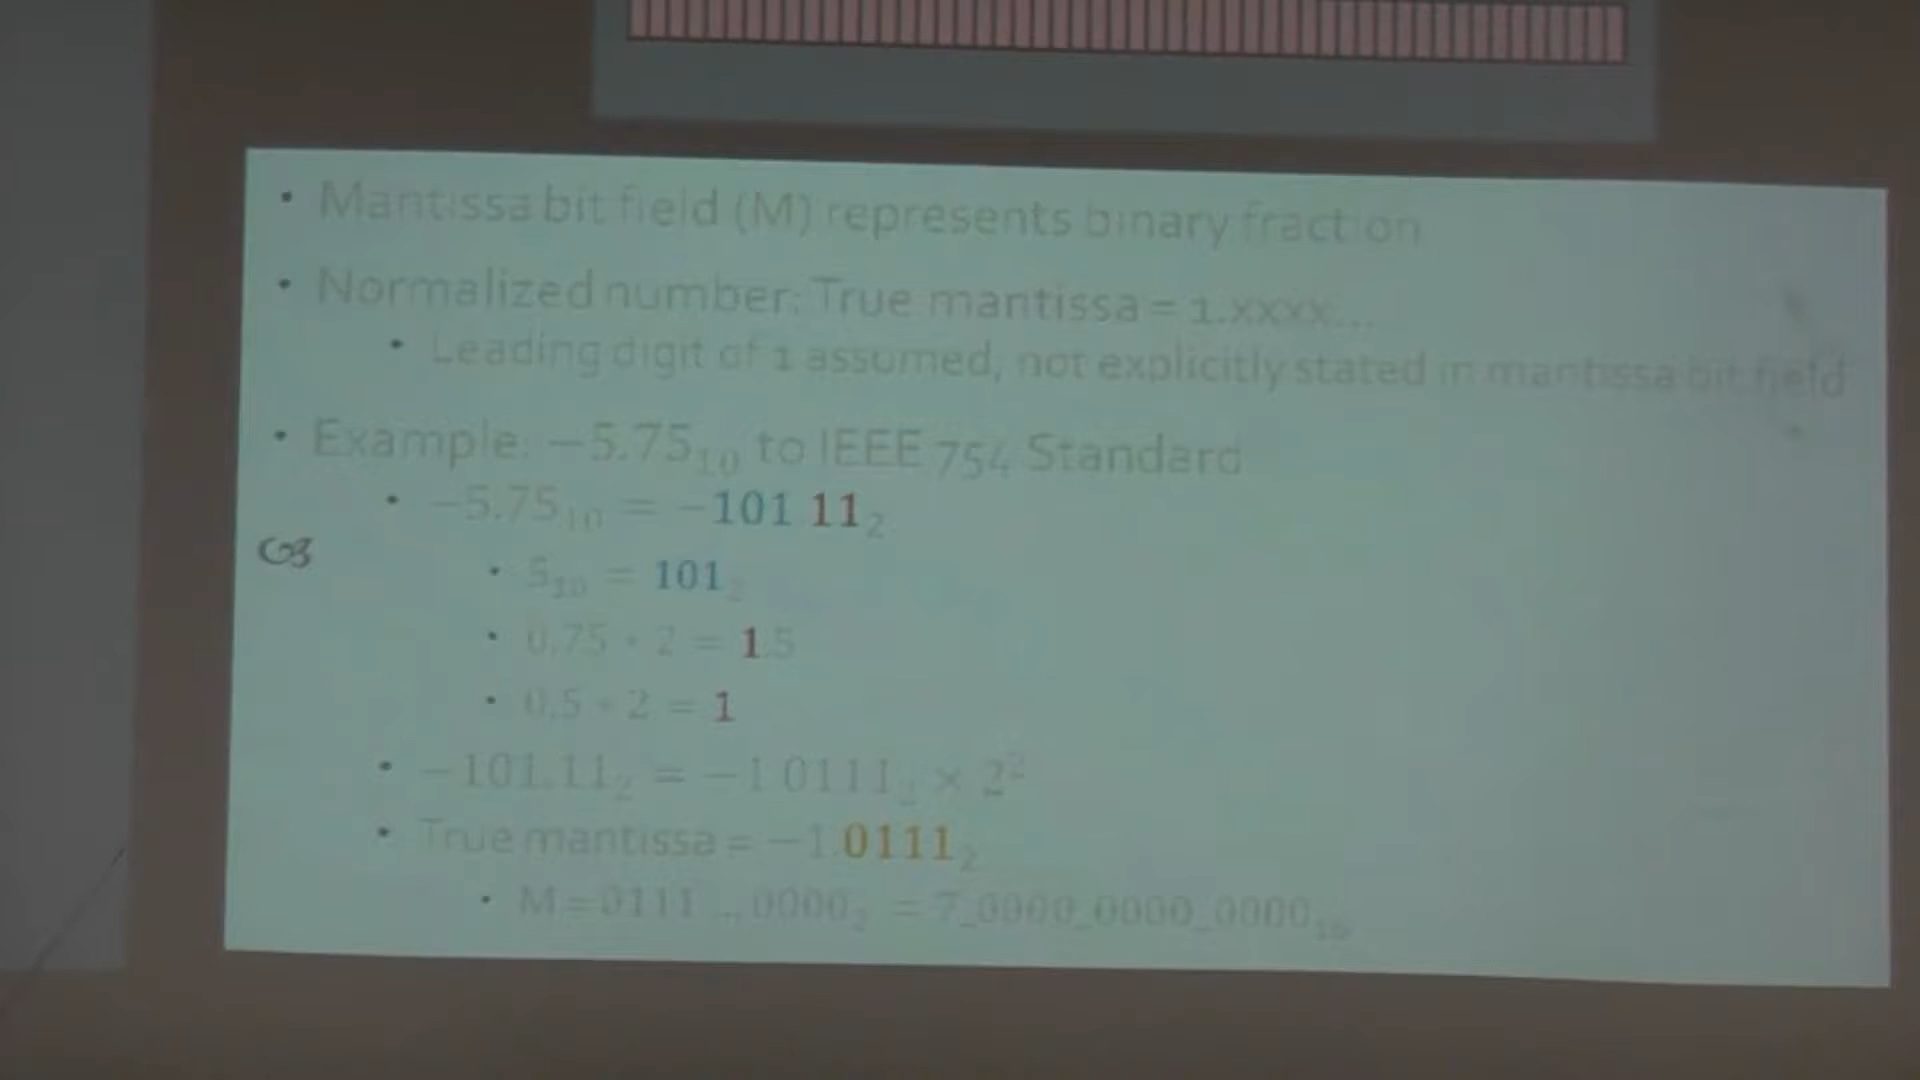 • Mantissa bit field (M) represents binary fraction
• Normalized number: True mantissa = 1.xxxx...
• Leading digit of 1 assumed, not explicitly stated in mantissa bit field
• Example: −5.75₁₀ to IEEE 754 Standard
• −5.75₁₀ = −101.11₂
• 5₁₀ = 101₂
• 0.75 * 2 = 1.5
• 0.5 * 2 = 1
• −101.11₂ = −1.0111₂ × 2²
• True mantissa = −1.0111₂
• M = 0111 ... 0000₂ = 7_0000_0000_0000₁₆